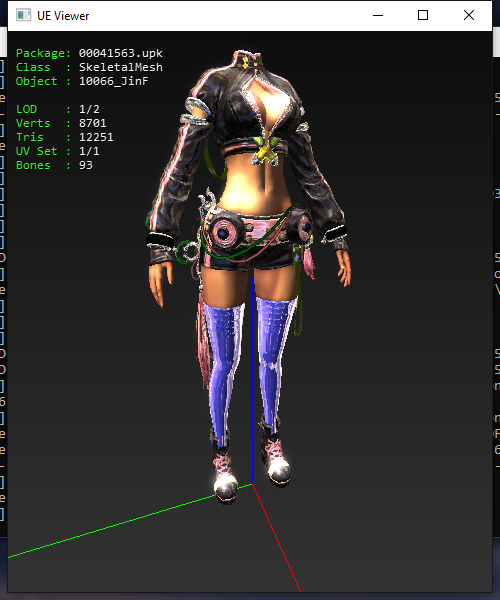 UE Viewer
Package: 00041563.upk
Class  : SkeletalMesh
Object : 10066_JinF
LOD    : 1/2
Verts  : 8701
Tris   : 12251
UV Set : 1/1
Bones  : 93